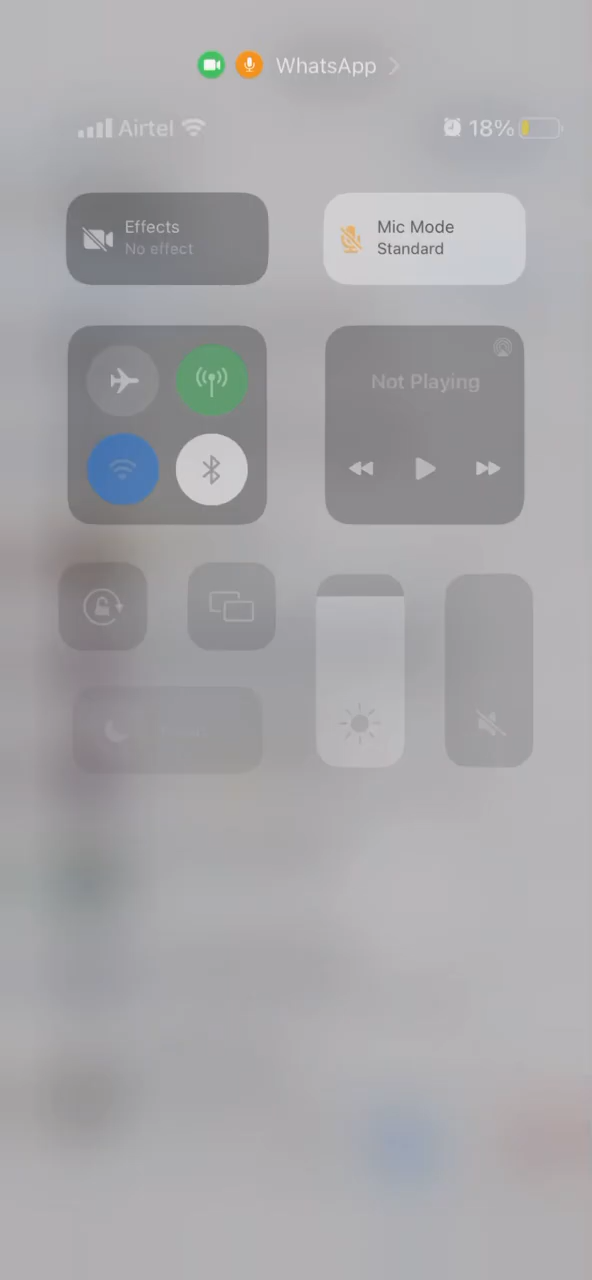 WhatsApp
Airtel 18%
Effects
No effect
Mic Mode
Standard
Not Playing